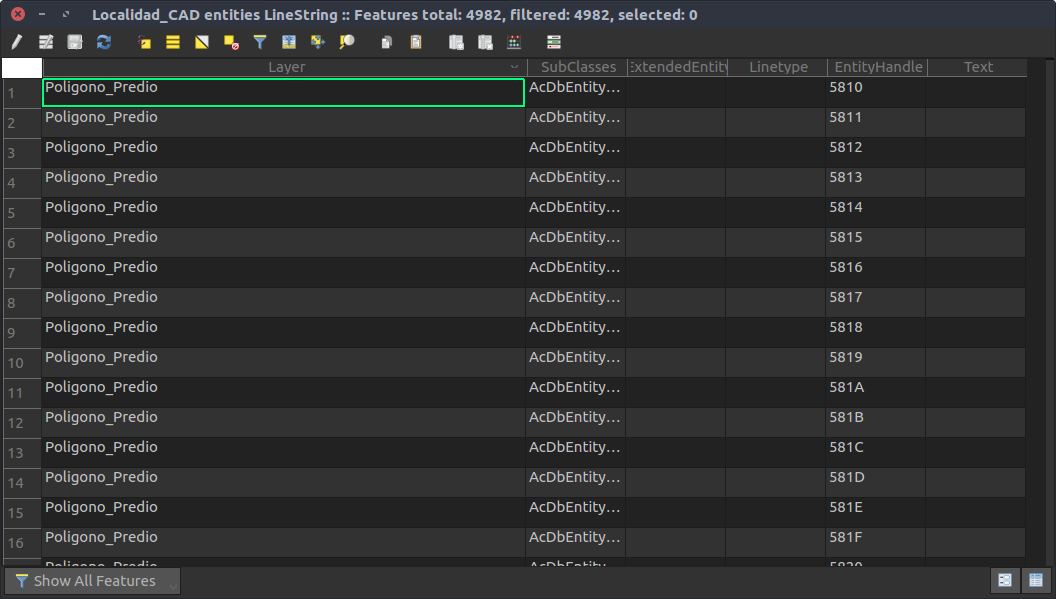 Localidad_CAD entities LineString :: Features total: 4982, filtered: 4982, selected: 0
Layer SubClasses ExtendedEntity Linetype EntityHandle Text
1 Poligono_Predio AcDbEntity... 5810
2 Poligono_Predio AcDbEntity... 5811
3 Poligono_Predio AcDbEntity... 5812
4 Poligono_Predio AcDbEntity... 5813
5 Poligono_Predio AcDbEntity... 5814
6 Poligono_Predio AcDbEntity... 5815
7 Poligono_Predio AcDbEntity... 5816
8 Poligono_Predio AcDbEntity... 5817
9 Poligono_Predio AcDbEntity... 5818
10 Poligono_Predio AcDbEntity... 5819
11 Poligono_Predio AcDbEntity... 581A
12 Poligono_Predio AcDbEntity... 581B
13 Poligono_Predio AcDbEntity... 581C
14 Poligono_Predio AcDbEntity... 581D
15 Poligono_Predio AcDbEntity... 581E
16 Poligono_Predio AcDbEntity... 581F
Show All Features